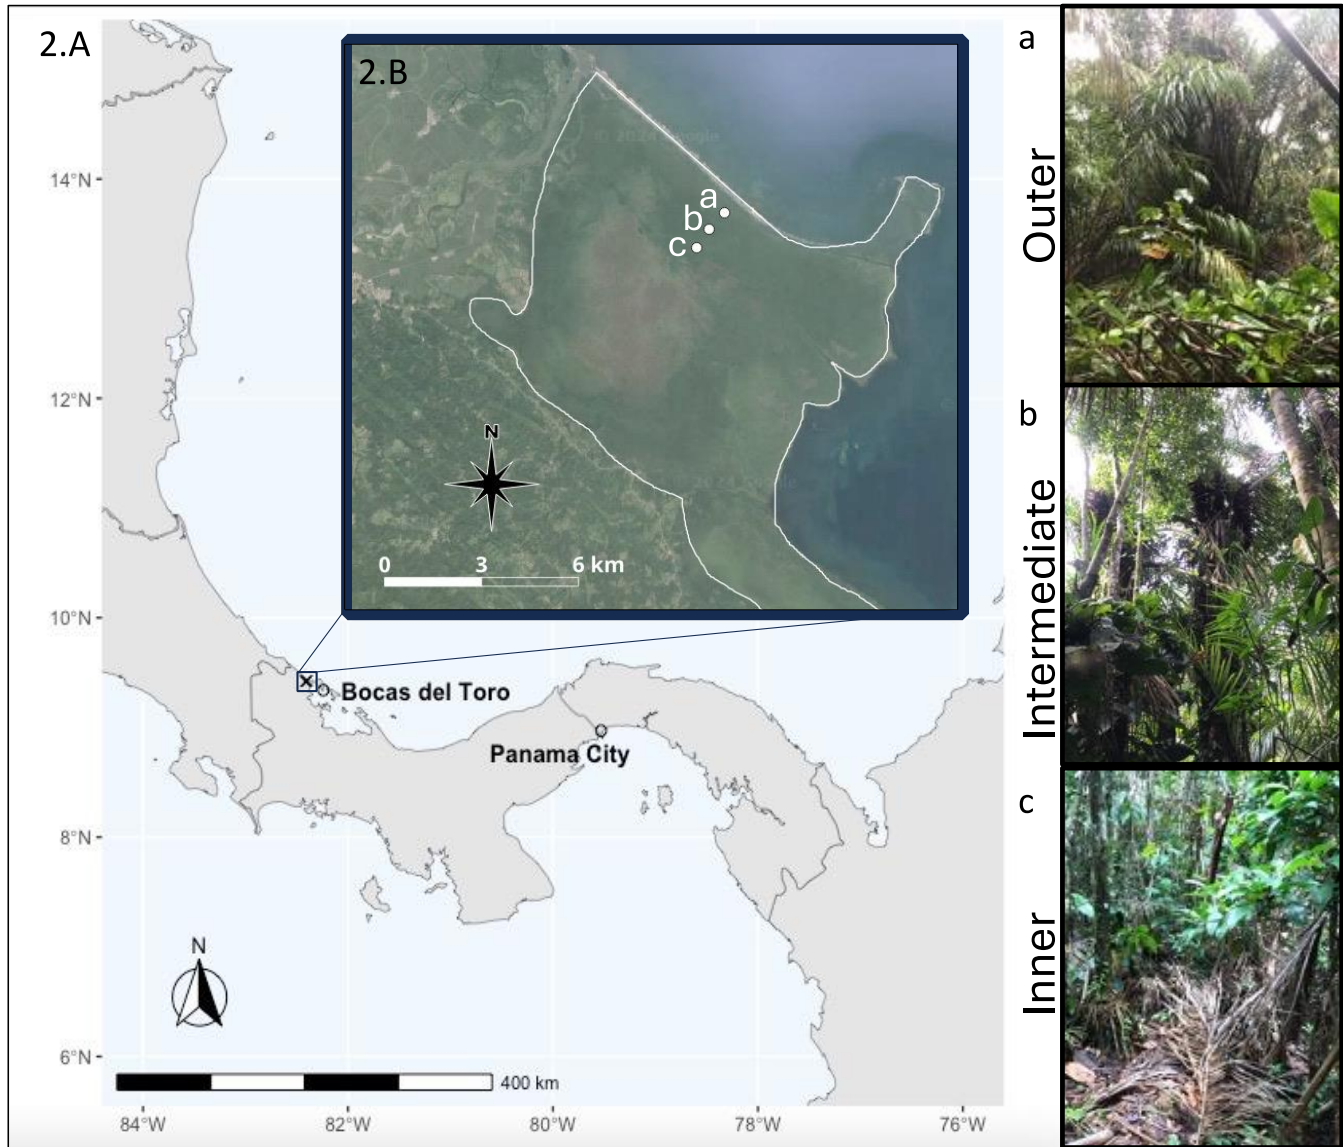 2.A
2.B
a
b
c
N
0 3 6 km
14°N
12°N
10°N
8°N
6°N
Bocas del Toro
Panama City
N
400 km
84°W 82°W 80°W 78°W 76°W
a
Outer
b
Intermediate
c
Inner